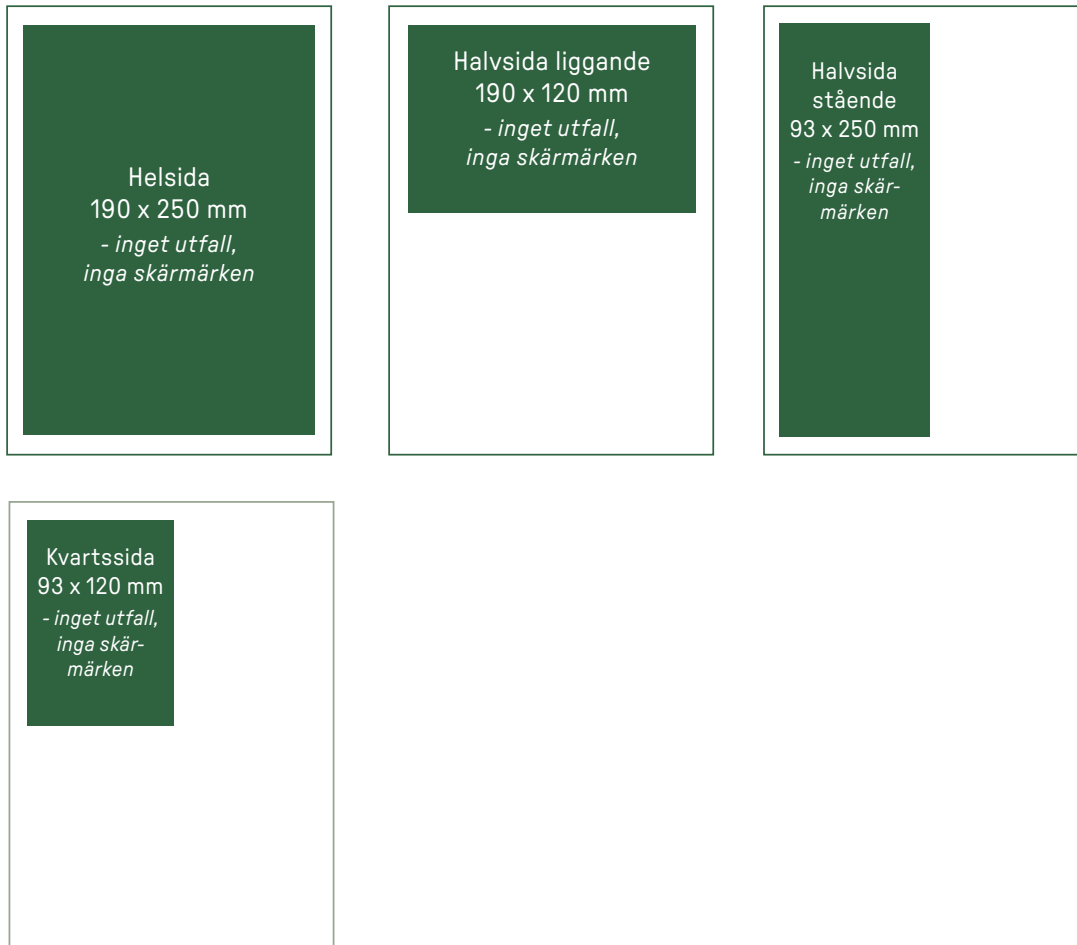 Helsida
190 x 250 mm
- inget utfall,
inga skärmärken
Halvsida liggande
190 x 120 mm
- inget utfall,
inga skärmärken
Halvsida
stående
93 x 250 mm
- inget utfall,
inga skär-
märken
Kvartssida
93 x 120 mm
- inget utfall,
inga skär-
märken